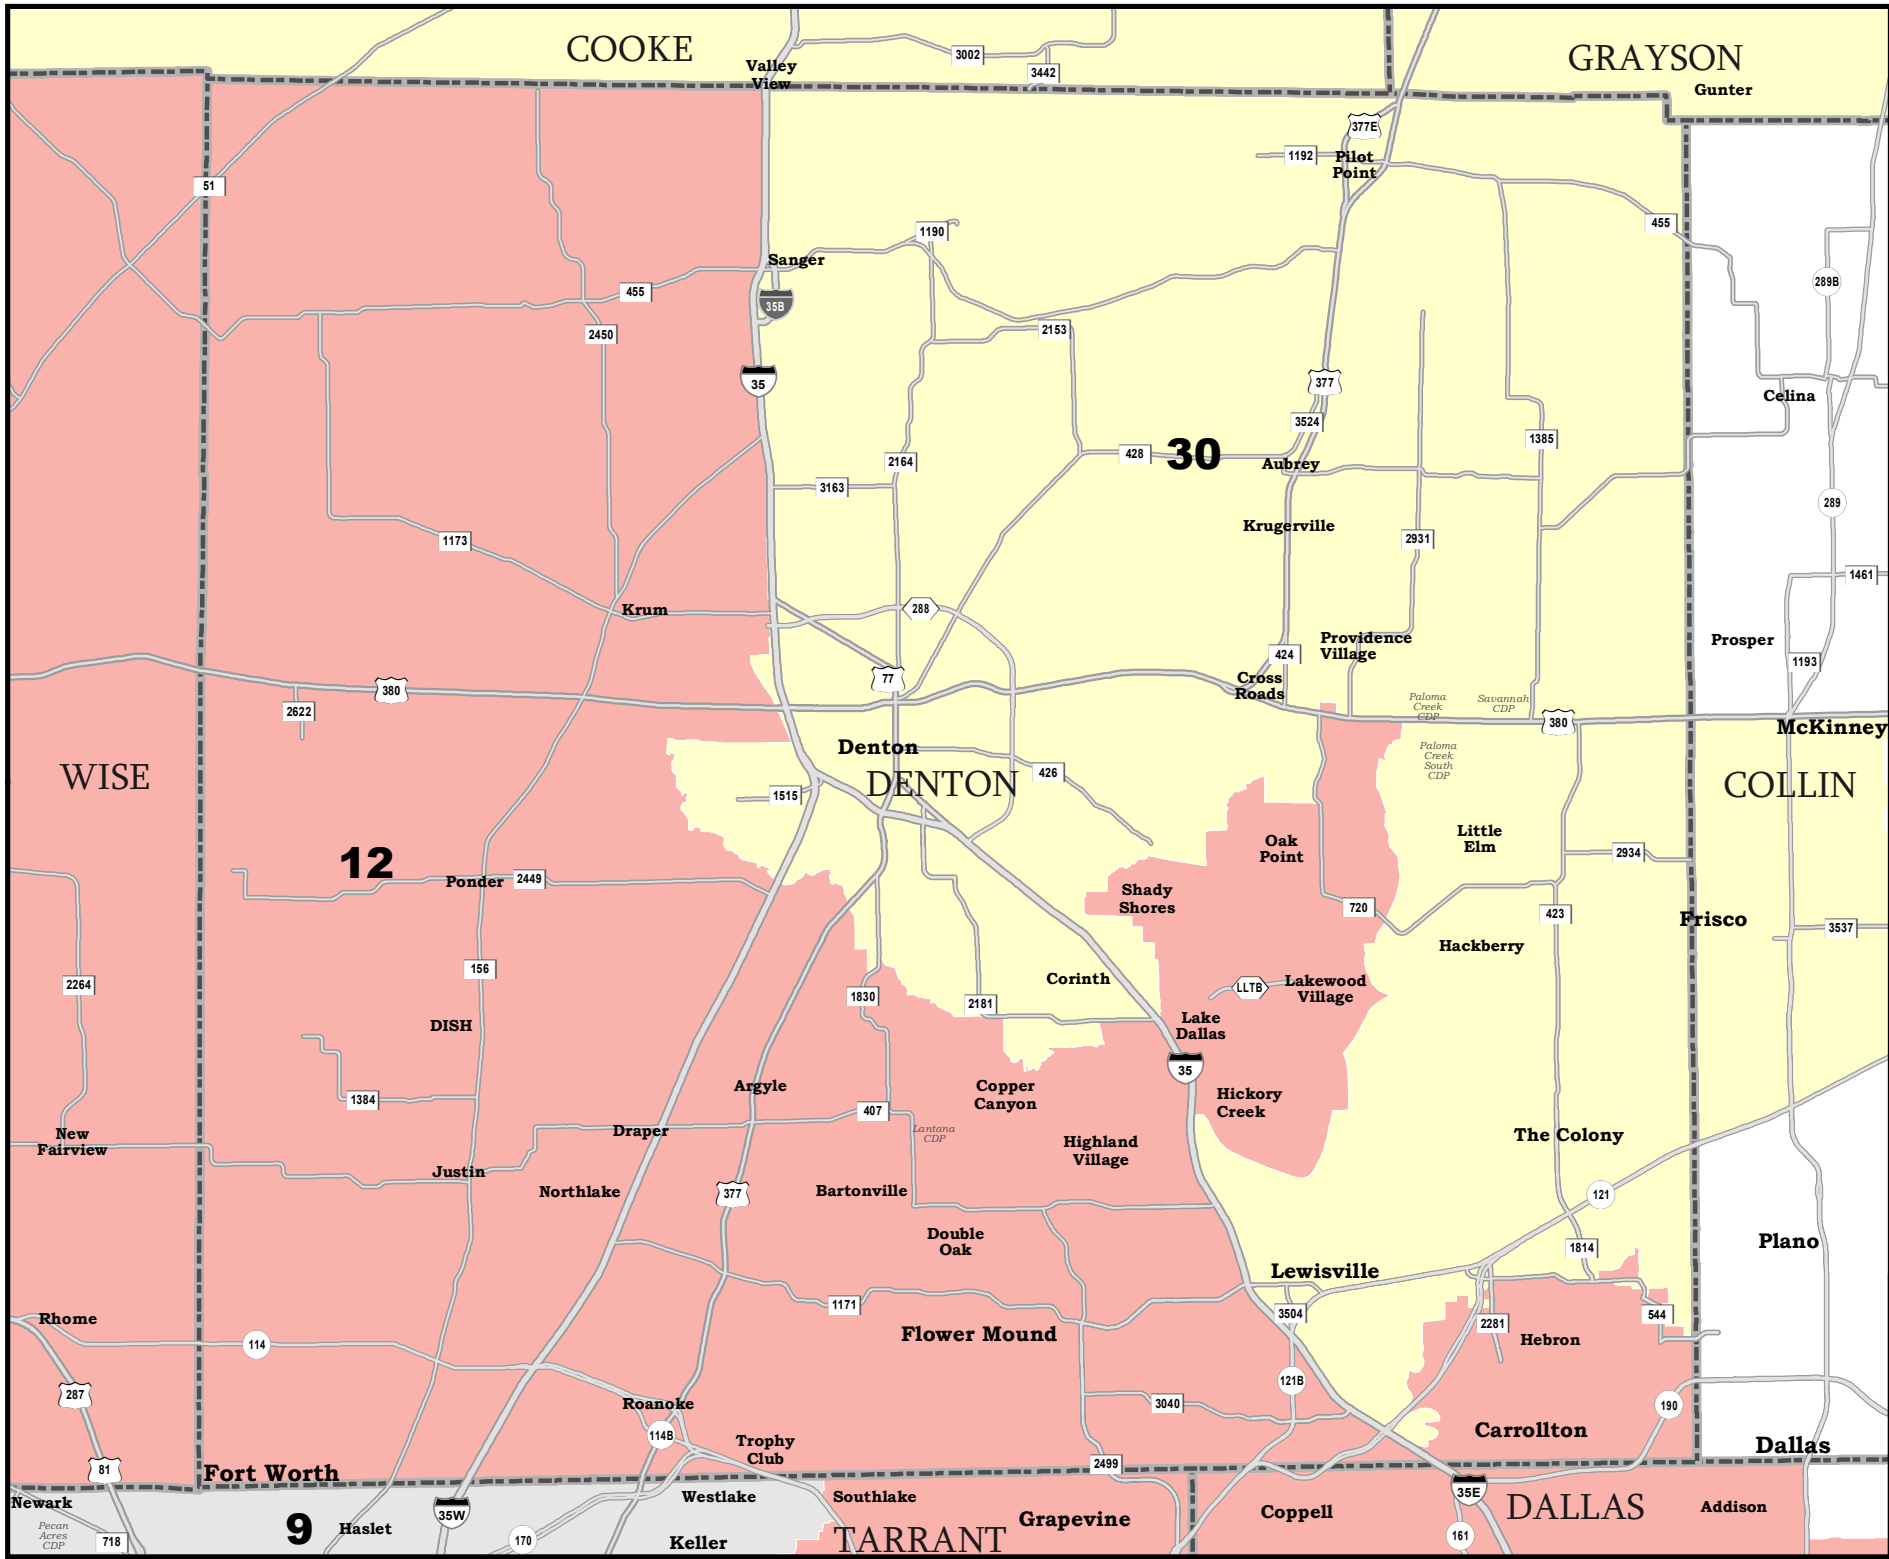 COOKE
GRAYSON
Valley
View
3002
3442
Gunter
377E
1192
Pilot
Point
51
455
1190
Sanger
289B
455
35B
2450
2153
35
377
Celina
3524
1385
428
30
Aubrey
2164
3163
289
Krugerville
1173
2931
1461
Krum
288
Providence
Village
Prosper
424
1193
77
Cross
Roads
380
Paloma
Creek
CDP
Savannah
CDP
2622
380
McKinney
Denton
Paloma
Creek
South
CDP
WISE
DENTON
426
COLLIN
1515
Little
Elm
Oak
Point
2934
12
Ponder
2449
Shady
Shores
720
423
Frisco
3537
Hackberry
156
2264
Corinth
LLTB
Lakewood
Village
1830
2181
DISH
Lake
Dallas
35
Argyle
Copper
Canyon
1384
Hickory
Creek
407
New
Fairview
Draper
Lantana
CDP
The Colony
Highland
Village
Justin
Northlake
377
Bartonville
121
Double
Oak
1814
Plano
Lewisville
1171
3504
544
Rhome
2281
Flower Mound
Hebron
114
121B
287
Roanoke
3040
190
114B
Carrollton
Trophy
Club
Dallas
81
Fort Worth
2499
Newark
Westlake
Southlake
35E
DALLAS
Addison
35W
Coppell
9
Haslet
Grapevine
Pecan
Acres
CDP
718
170
Keller
TARRANT
161